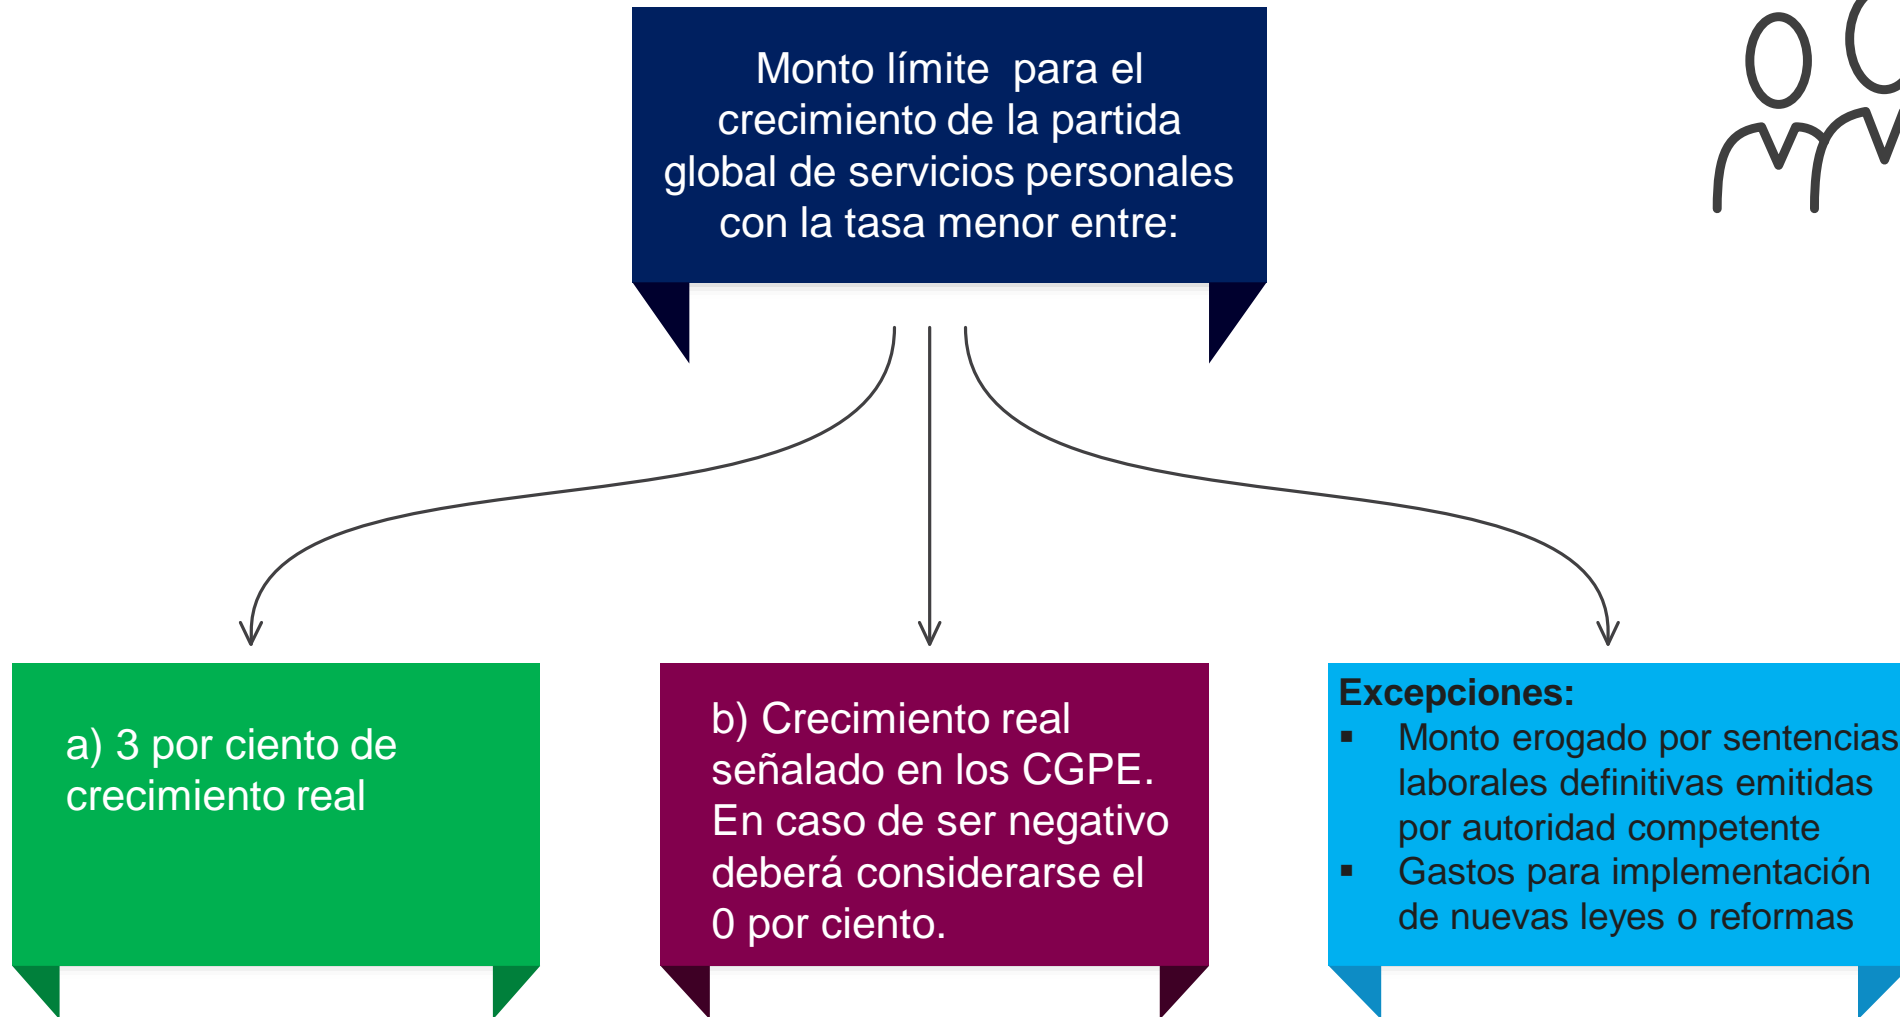 Monto límite para el
crecimiento de la partida
global de servicios personales
con la tasa menor entre:
a) 3 por ciento de
crecimiento real
b) Crecimiento real
señalado en los CGPE.
En caso de ser negativo
deberá considerarse el
0 por ciento.
Excepciones:
▪ Monto erogado por sentencias
laborales definitivas emitidas
por autoridad competente
▪ Gastos para implementación
de nuevas leyes o reformas